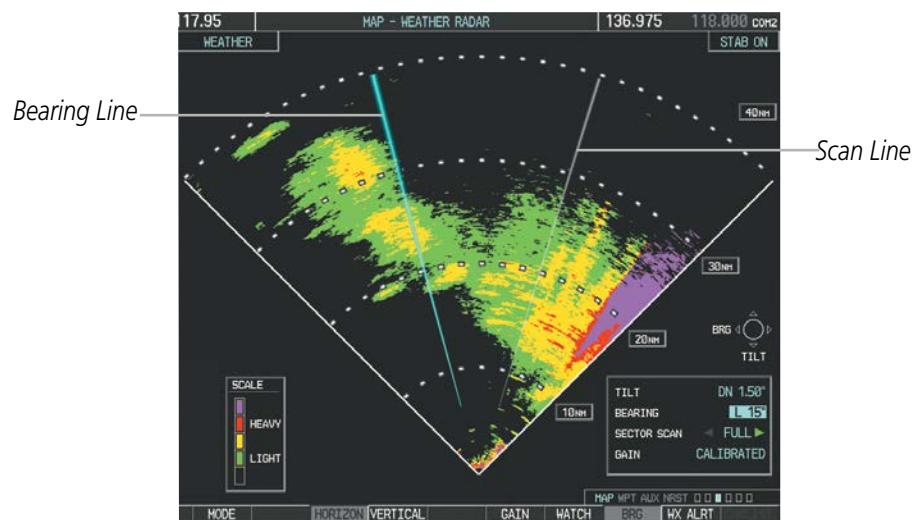 17.95 MAP – WEATHER RADAR 136.975 118.000 COM2
WEATHER STAB ON
Bearing Line
40NM
Scan Line
30NM
BRG
TILT
20NM
10NM
SCALE
HEAVY
LIGHT
TILT DN 1.50°
BEARING L 15°
SECTOR SCAN FULL
GAIN CALIBRATED
MAP WPT AUX NRST
MODE HORIZON VERTICAL GAIN WATCH BRG WX ALRT